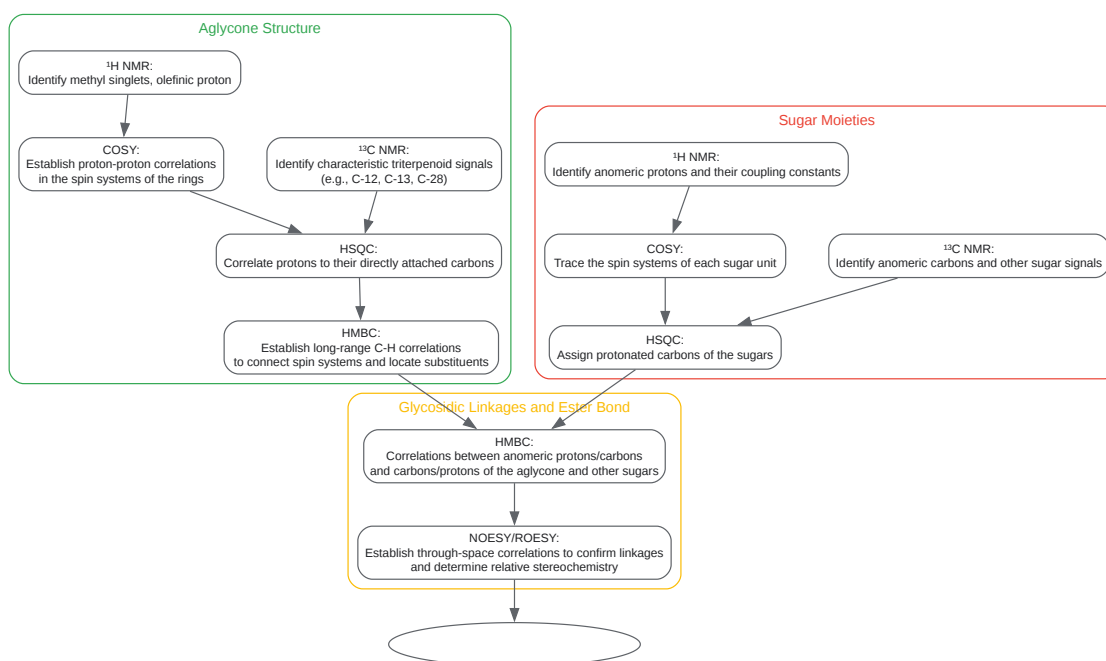 Aglycone Structure
¹H NMR:
Identify methyl singlets, olefinic proton
COSY:
Establish proton-proton correlations
in the spin systems of the rings
¹³C NMR:
Identify characteristic triterpenoid signals
(e.g., C-12, C-13, C-28)
HSQC:
Correlate protons to their directly attached carbons
HMBC:
Establish long-range C-H correlations
to connect spin systems and locate substituents
Sugar Moieties
¹H NMR:
Identify anomeric protons and their coupling constants
COSY:
Trace the spin systems of each sugar unit
¹³C NMR:
Identify anomeric carbons and other sugar signals
HSQC:
Assign protonated carbons of the sugars
Glycosidic Linkages and Ester Bond
HMBC:
Correlations between anomeric protons/carbons
and carbons/protons of the aglycone and other sugars
NOESY/ROESY:
Establish through-space correlations to confirm linkages
and determine relative stereochemistry